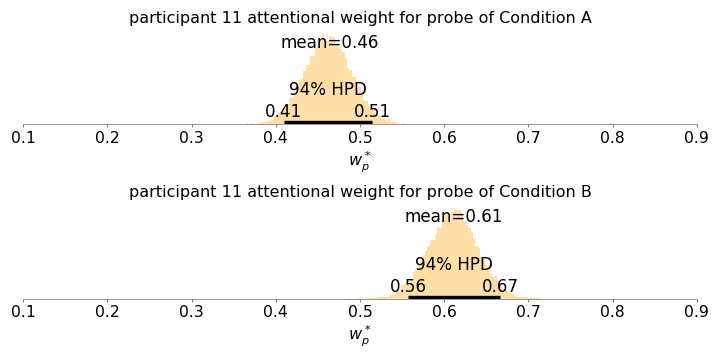 participant 11 attentional weight for probe of Condition A
mean=0.46
94% HPD
0.41 0.51
0.1 0.2 0.3 0.4 0.5 0.6 0.7 0.8 0.9
w_p^*
participant 11 attentional weight for probe of Condition B
mean=0.61
94% HPD
0.56 0.67
0.1 0.2 0.3 0.4 0.5 0.6 0.7 0.8 0.9
w_p^*